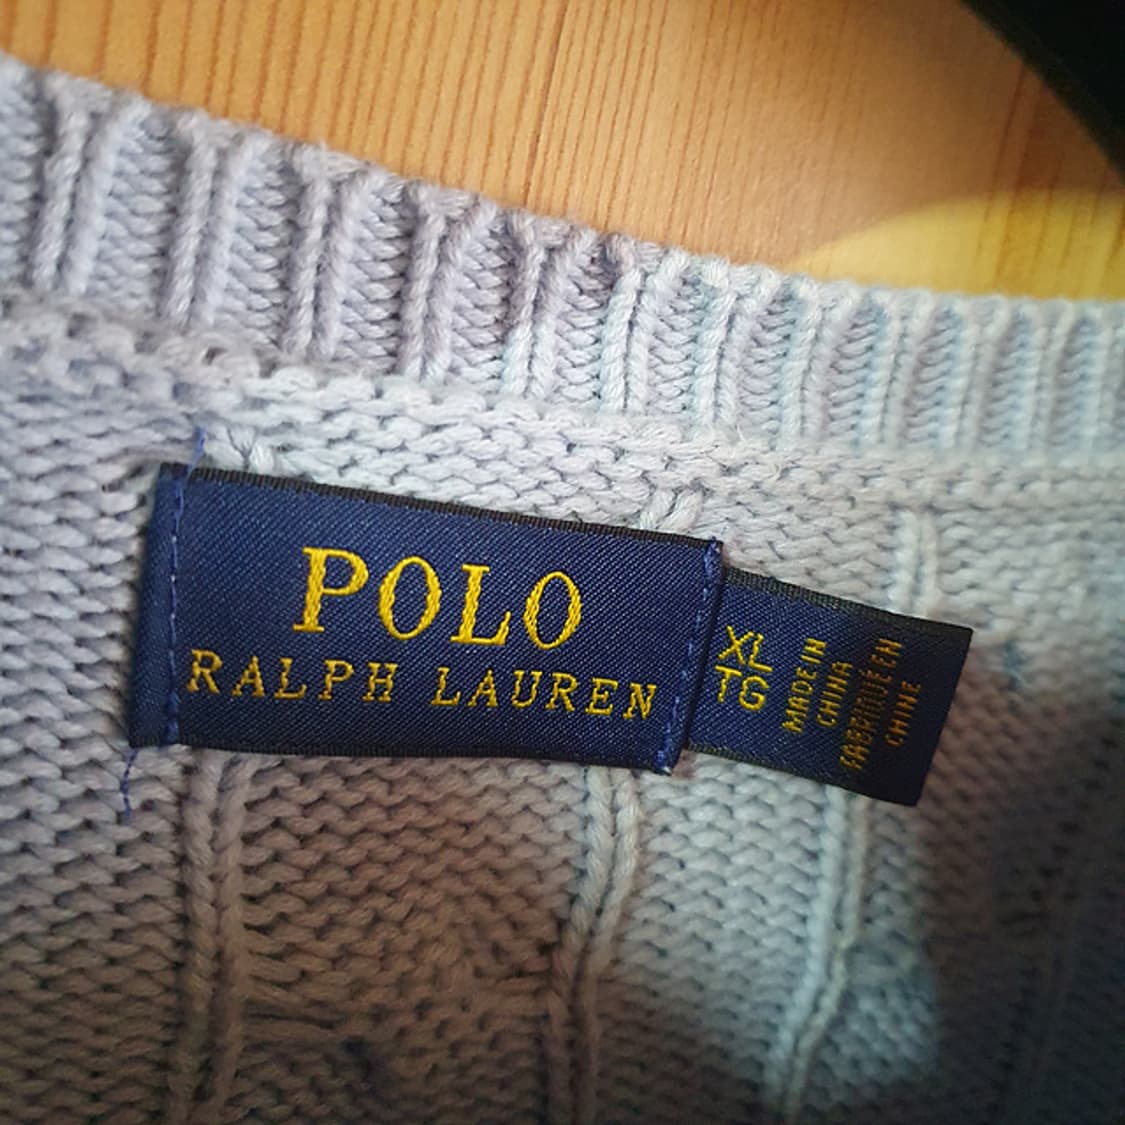 POLO
RALPH LAUREN
XL
TG
MADE IN
CHINA
FABRIQUÉ EN
CHINE